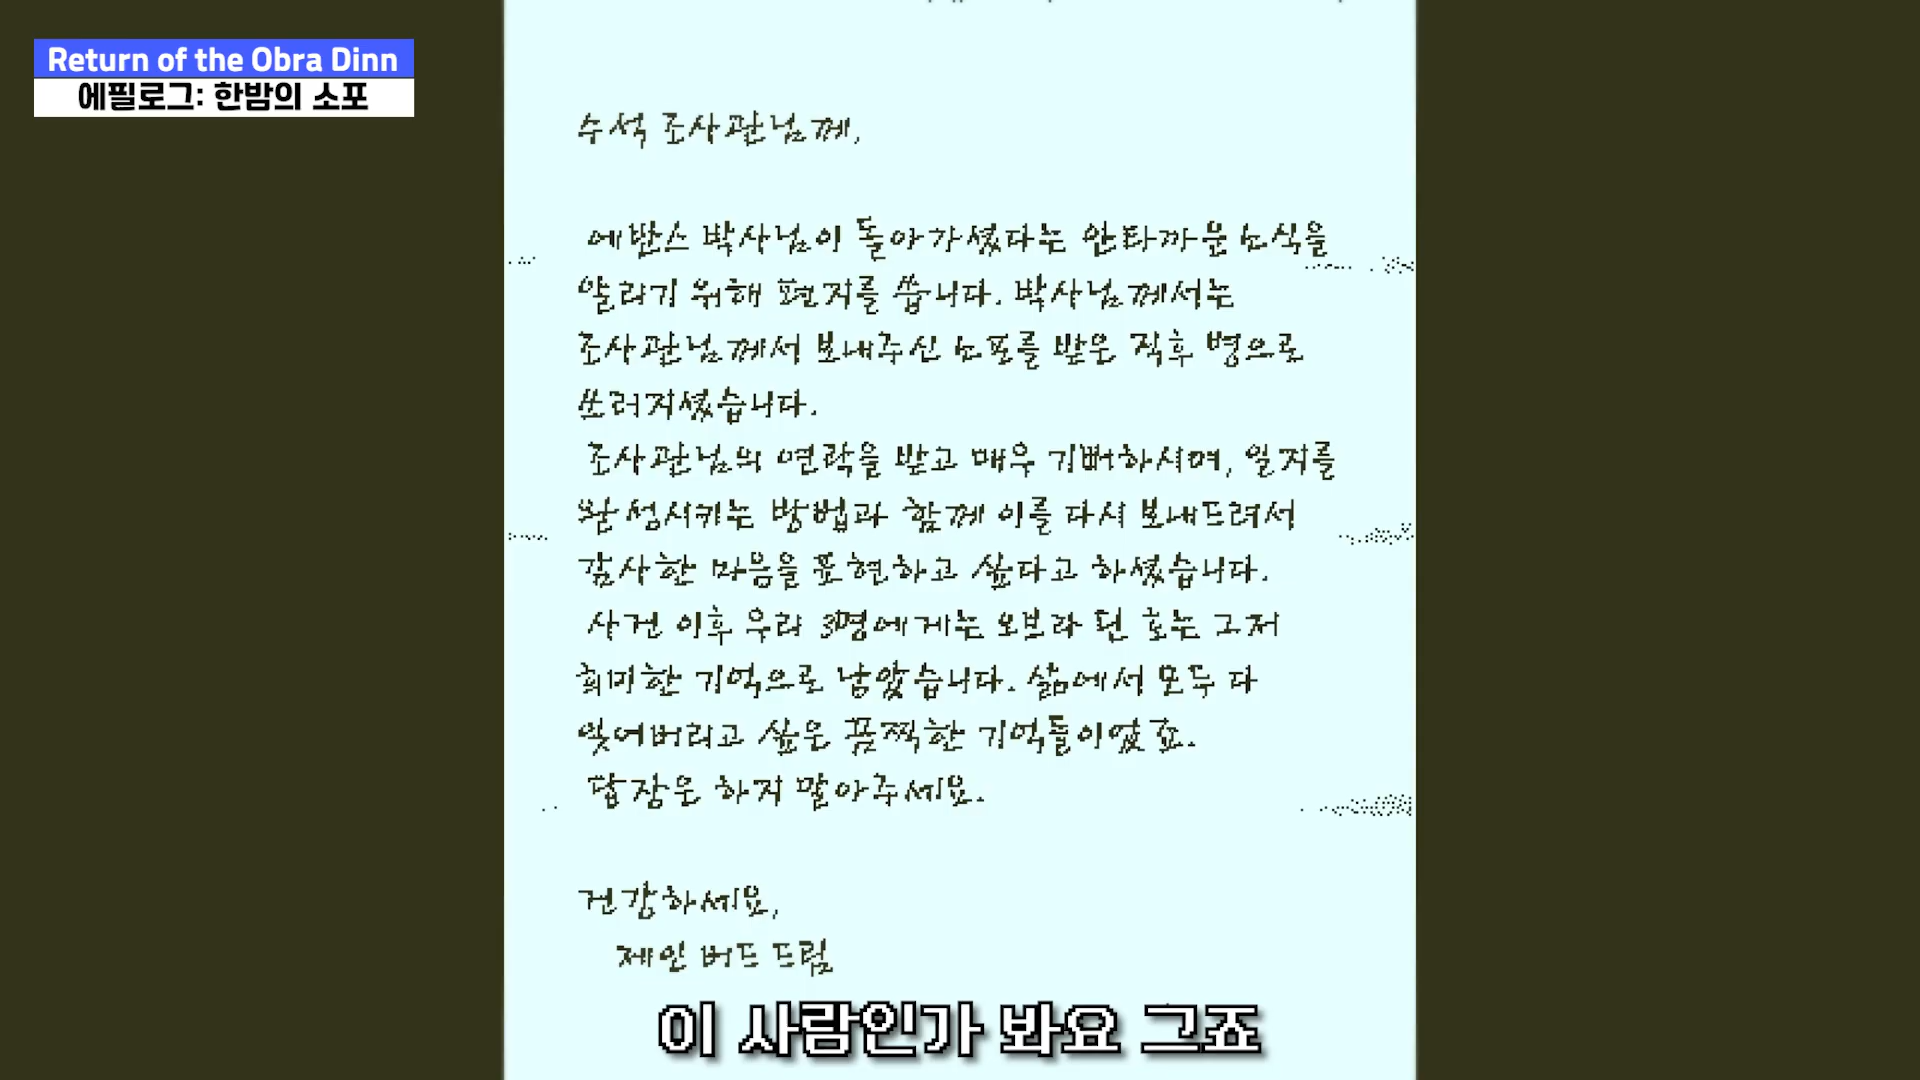 Return of the Obra Dinn
에필로그: 한밤의 소포
수석 조사관님께,
에반스 박사님이 돌아가셨다는 안타까운 소식을
알리기 위해 편지를 씁니다. 박사님께서는
조사관님께서 보내주신 소포를 받은 직후 병으로
쓰러지셨습니다.
조사관님의 연락을 받고 매우 기뻐하시며, 일지를
완성시키는 방법과 함께 이를 다시 보내드려서
감사한 마음을 표현하고 싶다고 하셨습니다.
사건 이후 우리 3명에게는 오브라 딘 호는 그저
희미한 기억으로 남았습니다. 삶에서 모두 다
잊어버리고 싶은 끔찍한 기억들이었죠.
답장은 하지 말아주세요.
건강하세요,
제인 버드 드림
이 사람인가 봐요 그죠